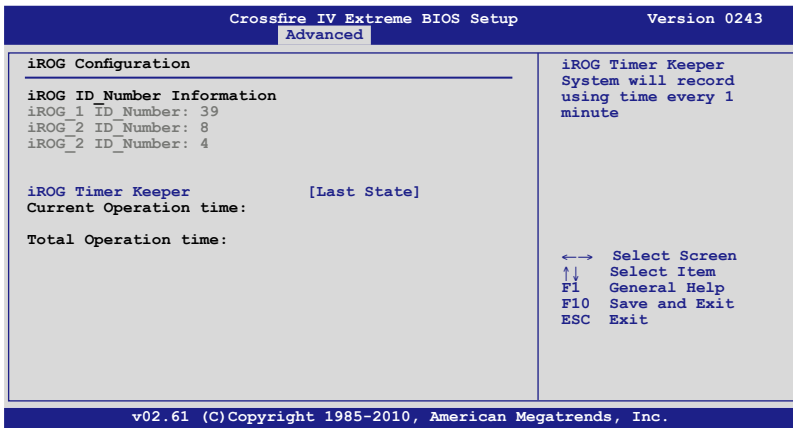 Crossfire IV Extreme BIOS Setup Version 0243
Advanced
iROG Configuration
iROG ID_Number Information
iROG_1 ID_Number: 39
iROG_2 ID_Number: 8
iROG_2 ID_Number: 4
iROG Timer Keeper [Last State]
Current Operation time:
Total Operation time:
iROG Timer Keeper
System will record
using time every 1
minute
←→ Select Screen
↑↓ Select Item
F1 General Help
F10 Save and Exit
ESC Exit
v02.61 (C)Copyright 1985-2010, American Megatrends, Inc.